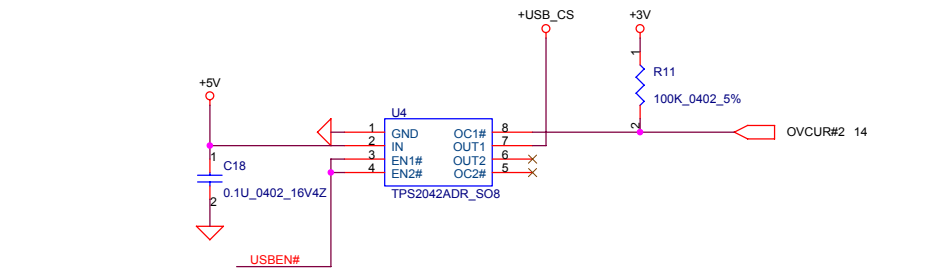 +USB_CS
+3V
1
R11
100K_0402_5%
2
+5V
U4
1 GND OC1# 8
2 IN OUT1 7
3 EN1# OUT2 6
4 EN2# OC2# 5
TPS2042ADR_SO8
OVCUR#2 14
1
C18
0.1U_0402_16V4Z
2
USBEN#